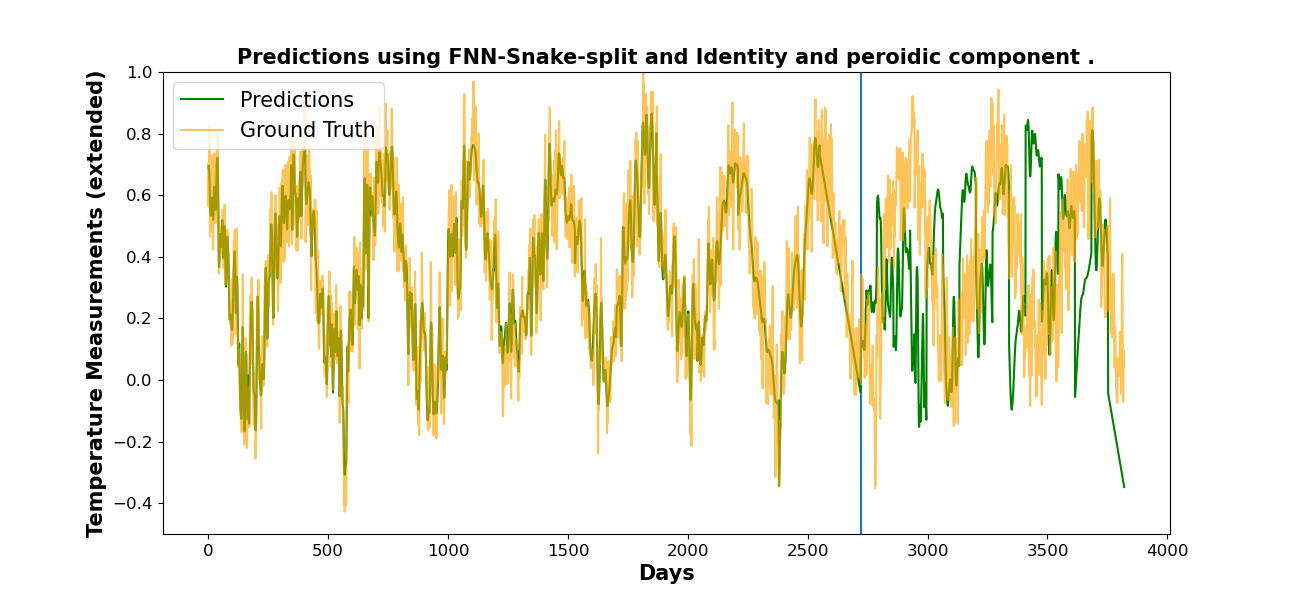 Predictions using FNN-Snake-split and Identity and peroidic component .
Temperature Measurements (extended)
1.0
0.8
0.6
0.4
0.2
0.0
−0.2
−0.4
Predictions
Ground Truth
0 500 1000 1500 2000 2500 3000 3500 4000
Days